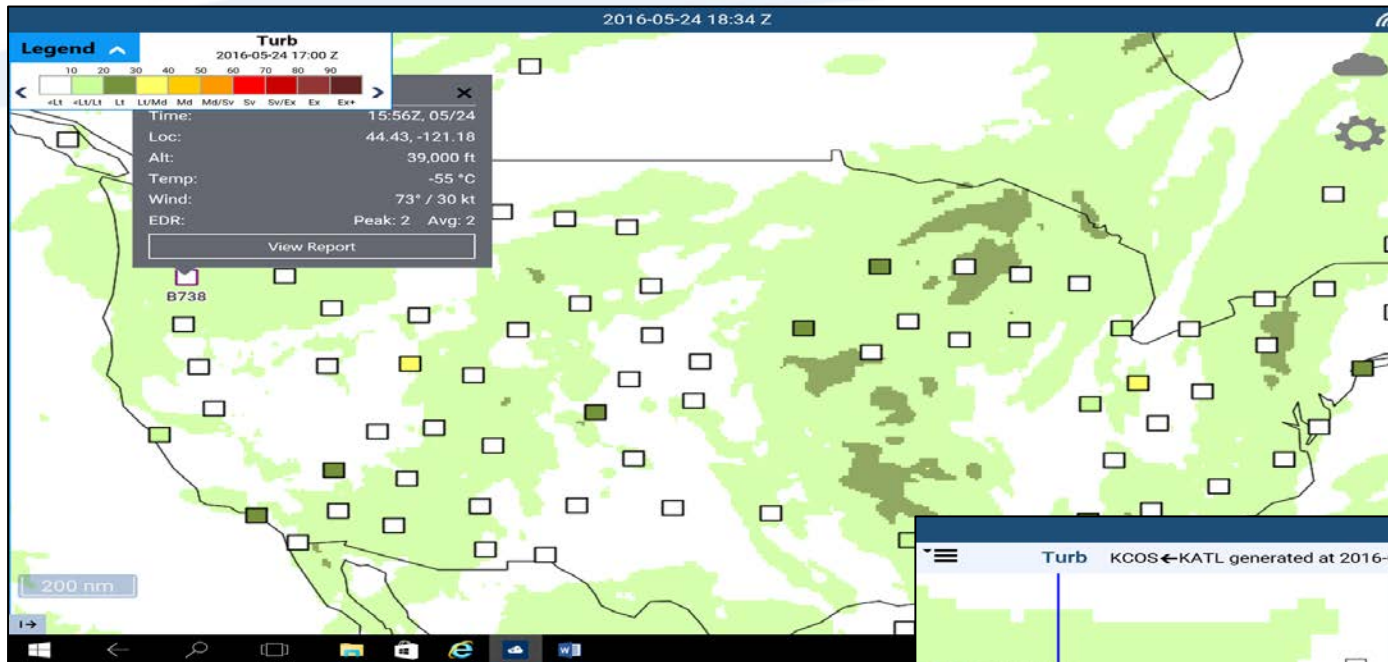 2016-05-24 18:34 Z
Legend
Turb
2016-05-24 17:00 Z
10 20 30 40 50 60 70 80 90
<Lt <Lt/Lt Lt Lt/Md Md Md/Sv Sv Sv/Ex Ex Ex+
Time: 15:56Z, 05/24
Loc: 44.43, -121.18
Alt: 39,000 ft
Temp: -55 °C
Wind: 73° / 30 kt
EDR: Peak: 2 Avg: 2
View Report
B738
200 nm
Turb KCOS←KATL generated at 2016-